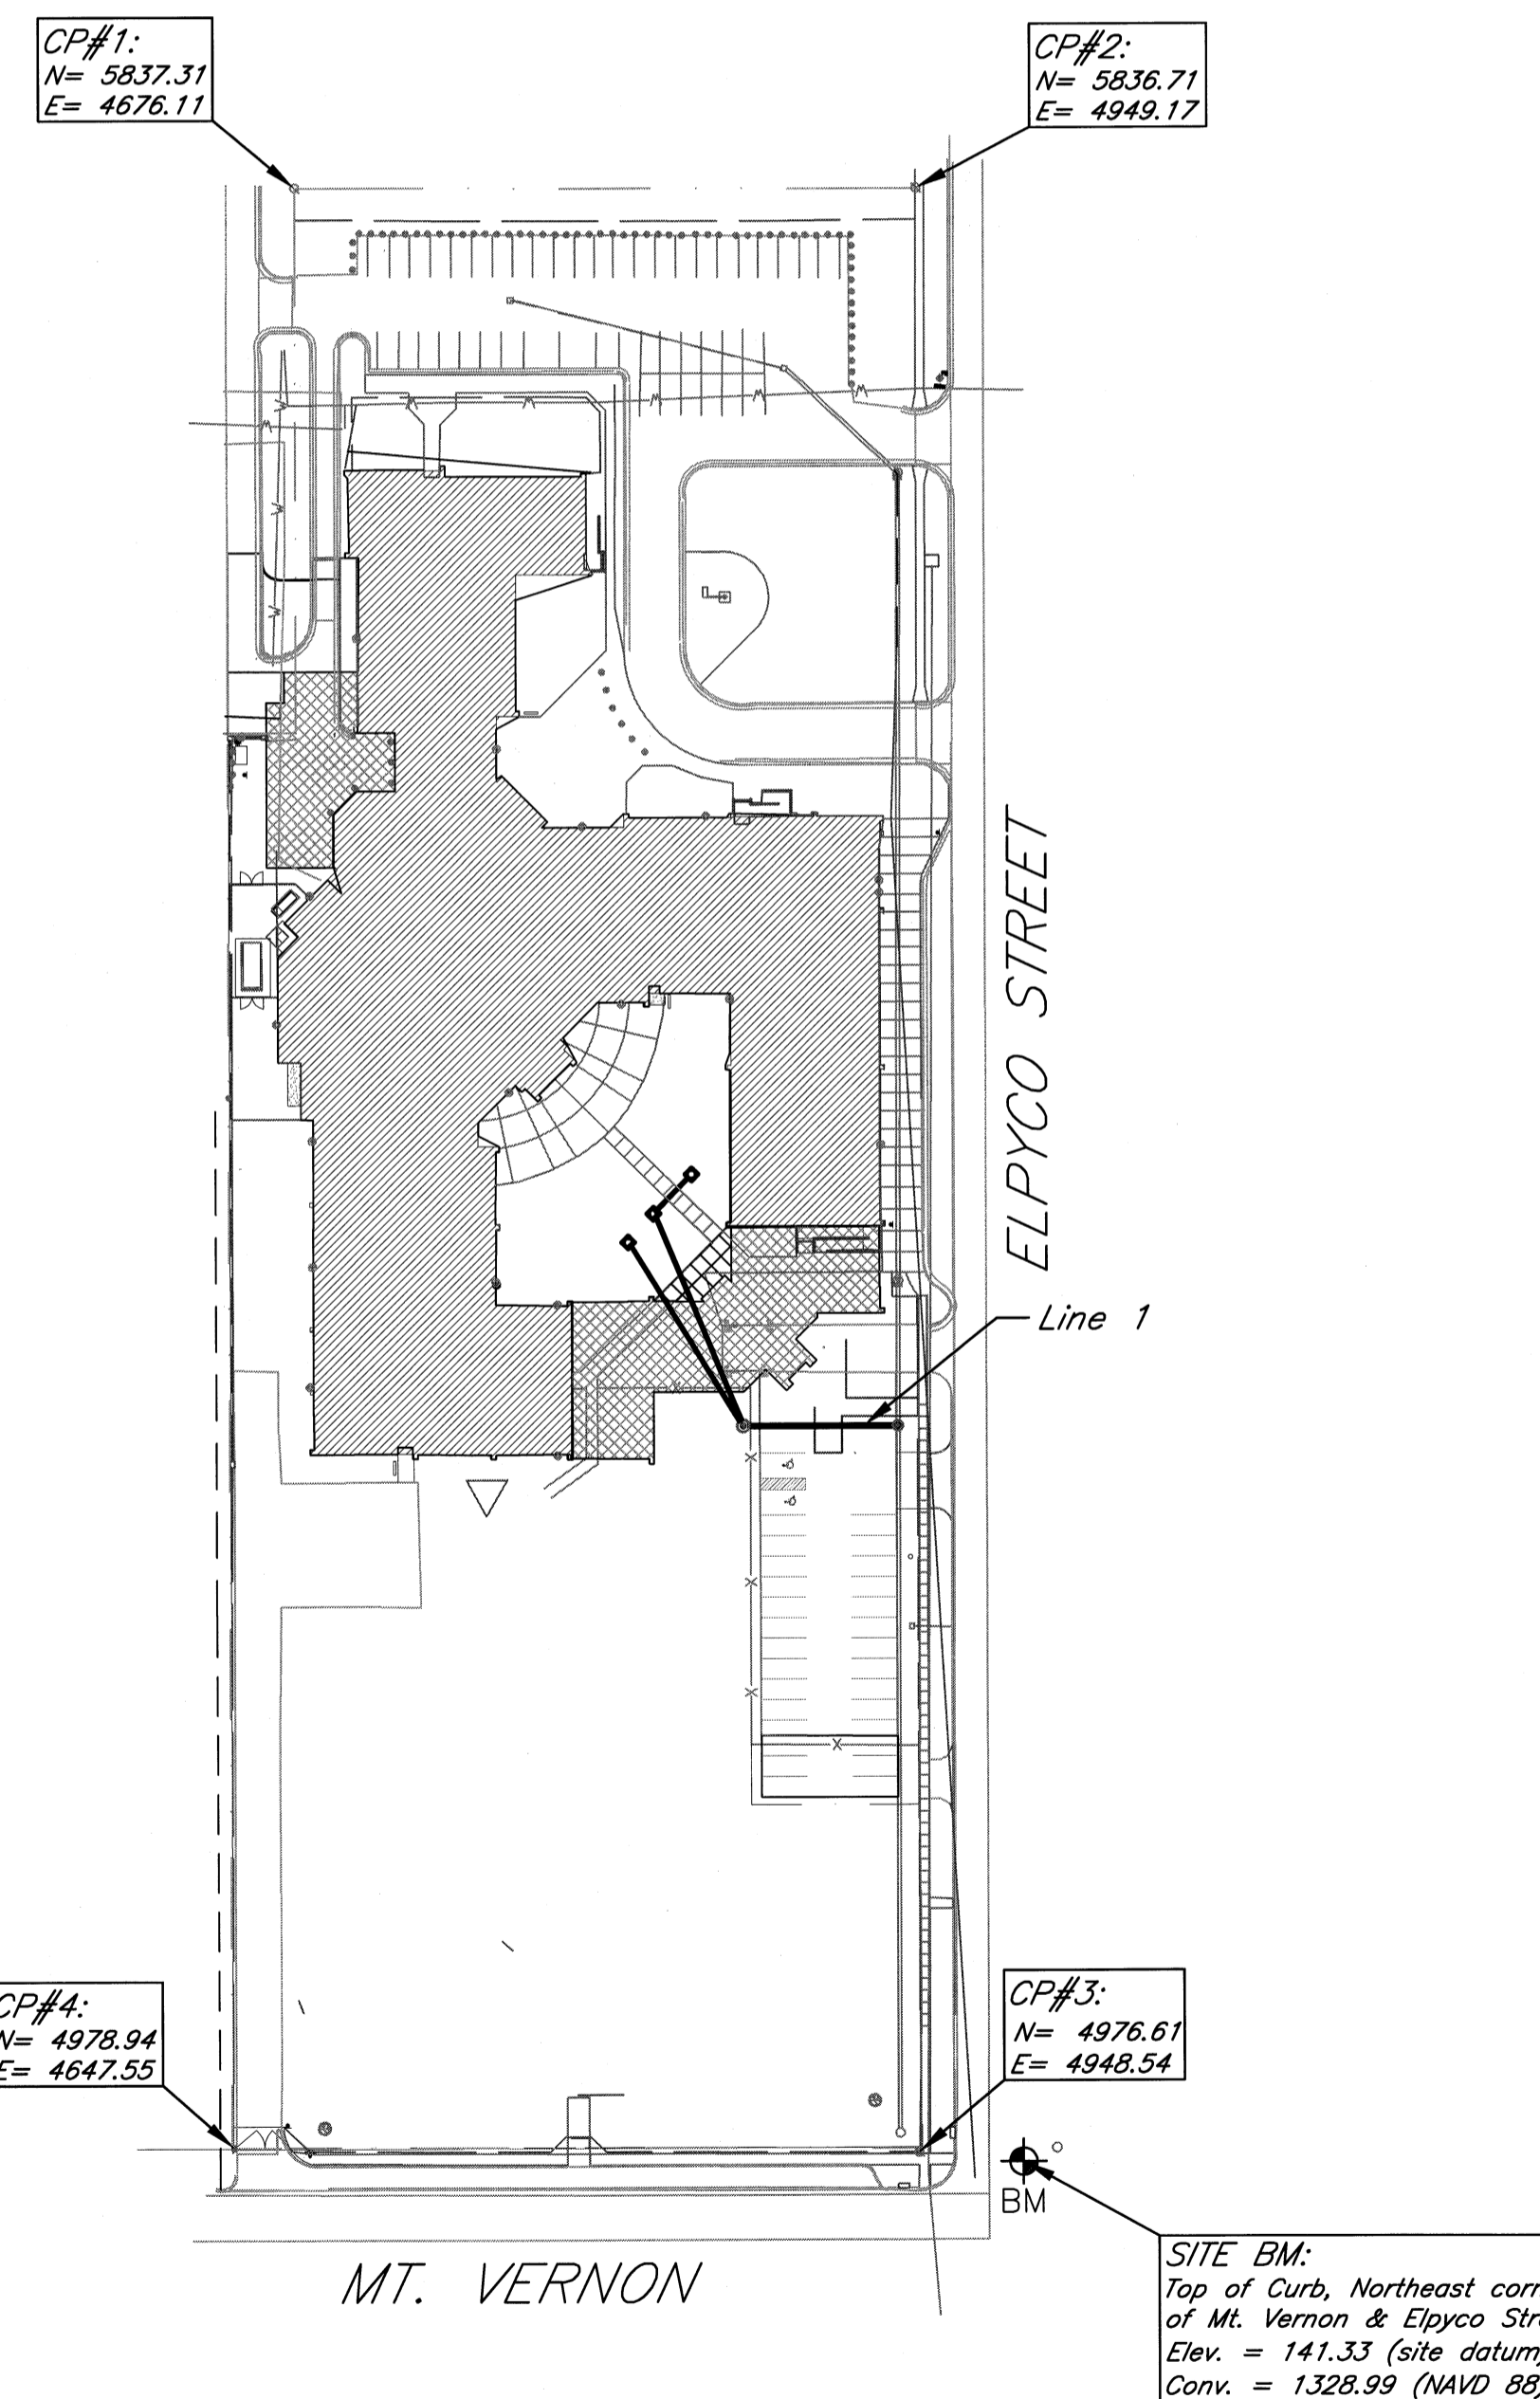 CP#1:
N= 5837.31
E= 4676.11
CP#2:
N= 5836.71
E= 4949.17
ELPYCO STREET
Line 1
CP#4:
N= 4978.94
E= 4647.55
CP#3:
N= 4976.61
E= 4948.54
BM
MT. VERNON
SITE BM:
Top of Curb, Northeast
of Mt. Vernon & Elpyco
Elev. = 141.33 (site datum
Conv. = 1328.99 (NAVD 88)